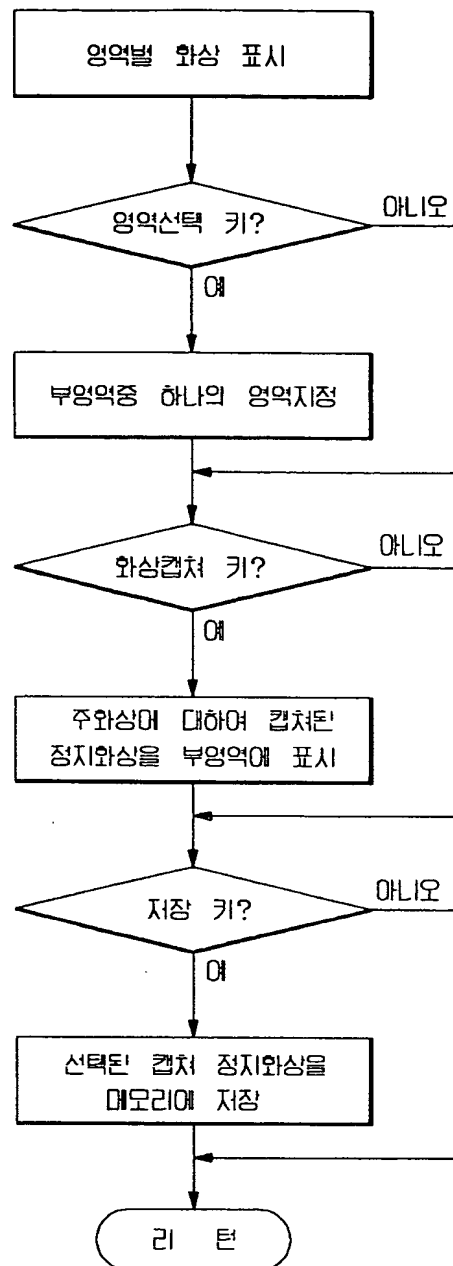 영역별 화상 표시
아니오
영역선택 키?
예
부영역중 하나의 영역지정
아니오
화상캡쳐 키?
예
주화상에 대하여 캡쳐된
정지화상을 부영역에 표시
아니오
저장 키?
예
선택된 캡쳐 정지화상을
메모리에 저장
리 턴